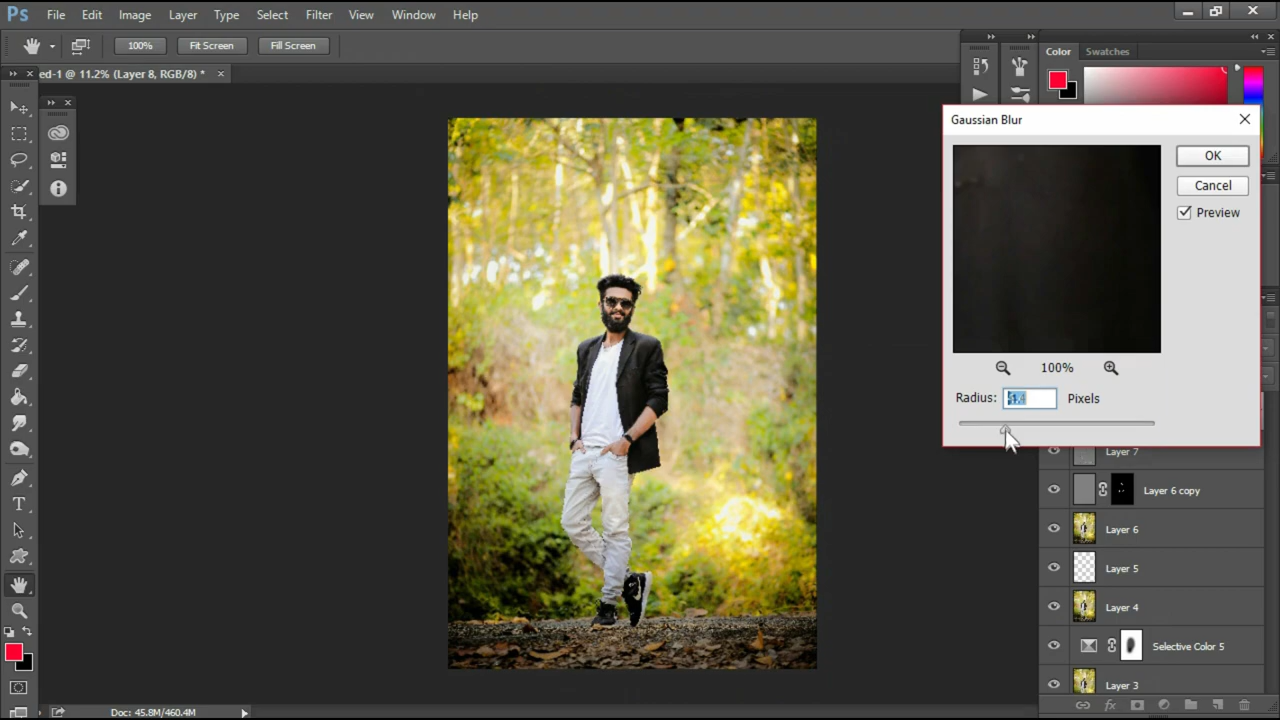 Ps File Edit Image Layer Type Select Filter View Window Help
100% Fit Screen Fill Screen
ed-1 @ 11.2% (Layer 8, RGB/8) *
Color Swatches
Gaussian Blur
OK
Cancel
Preview
100%
Radius: Pixels
Layer 7
Layer 6 copy
Layer 6
Layer 5
Layer 4
Selective Color 5
Layer 3
T
fx
Doc: 45.8M/460.4M